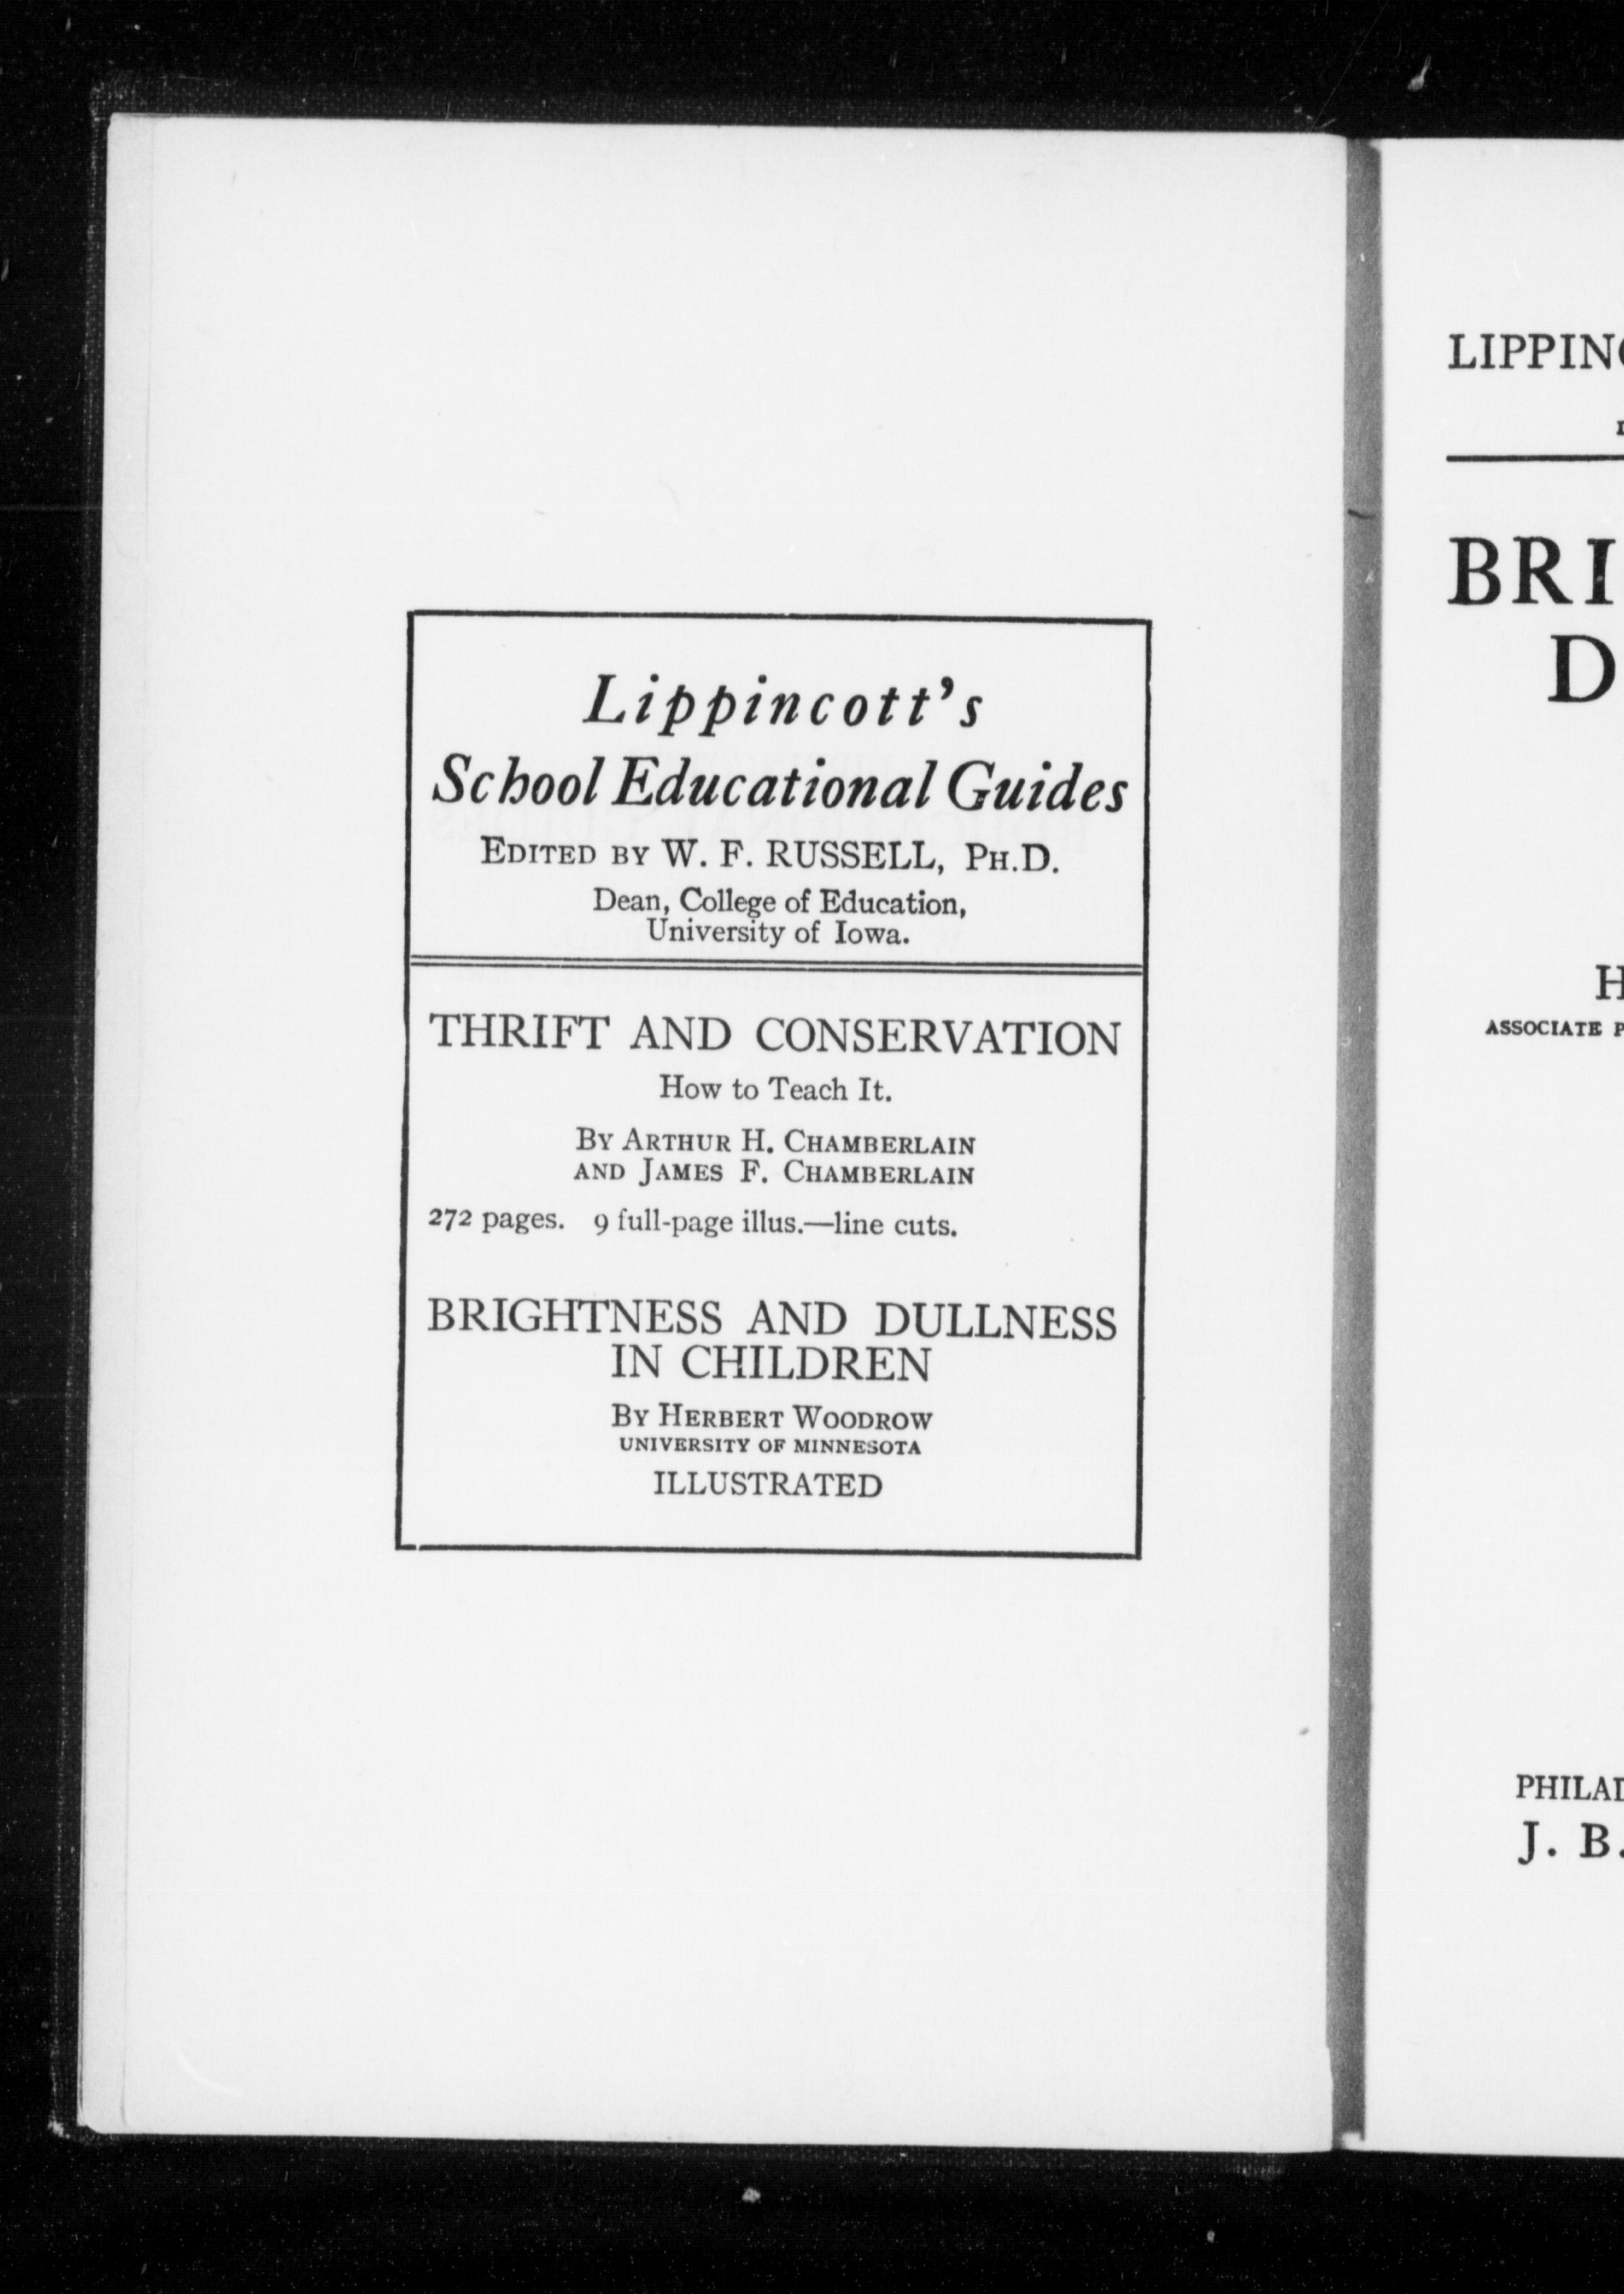 Lippincott's
School Educational Guides
EDITED BY W. F. RUSSELL, PH.D.
Dean, College of Education,
University of Iowa.
THRIFT AND CONSERVATION
How to Teach It.
BY ARTHUR H. CHAMBERLAIN
AND JAMES F. CHAMBERLAIN
272 pages. 9 full-page illus.—line cuts.
BRIGHTNESS AND DULLNESS
IN CHILDREN
BY HERBERT WOODROW
UNIVERSITY OF MINNESOTA
ILLUSTRATED
LIPPIN
BRI
D
H
ASSOCIATE P
PHILAD
J. B.